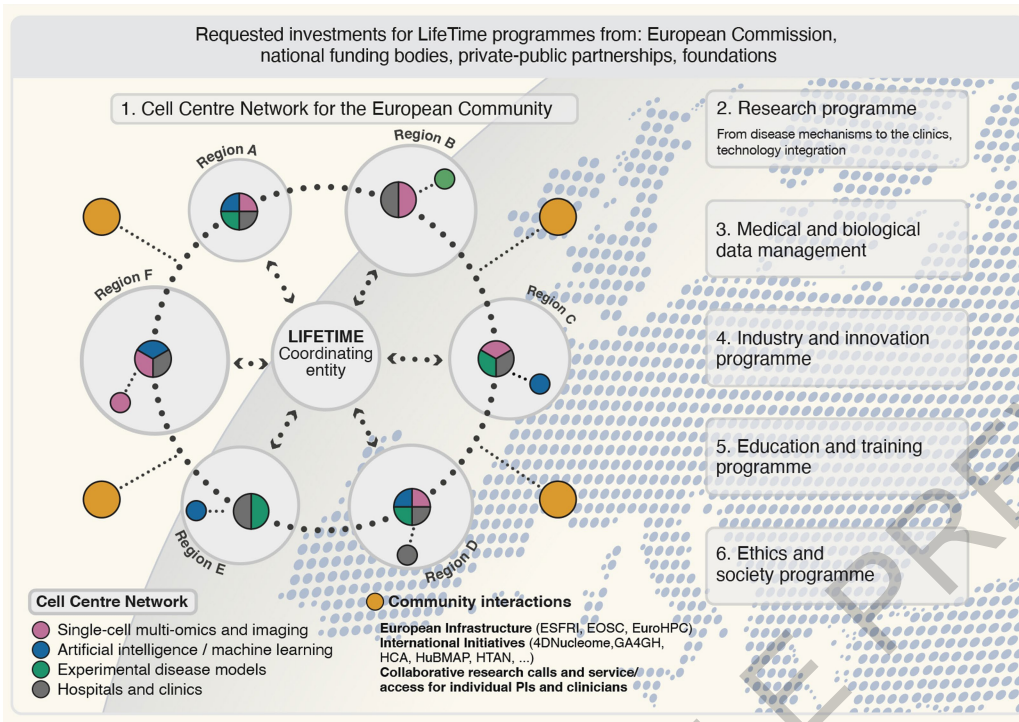 Requested investments for LifeTime programmes from: European Commission,
national funding bodies, private-public partnerships, foundations
1. Cell Centre Network for the European Community
Region A
Region B
Region C
Region D
Region E
Region F
LIFETIME
Coordinating
entity
2. Research programme
From disease mechanisms to the clinics,
technology integration
3. Medical and biological
data management
4. Industry and innovation
programme
5. Education and training
programme
6. Ethics and
society programme
Cell Centre Network
Single-cell multi-omics and imaging
Artificial intelligence / machine learning
Experimental disease models
Hospitals and clinics
Community interactions
European Infrastructure (ESFRI, EOSC, EuroHPC)
International Initiatives (4DNucleome,GA4GH,
HCA, HuBMAP, HTAN, ...)
Collaborative research calls and service/
access for individual PIs and clinicians